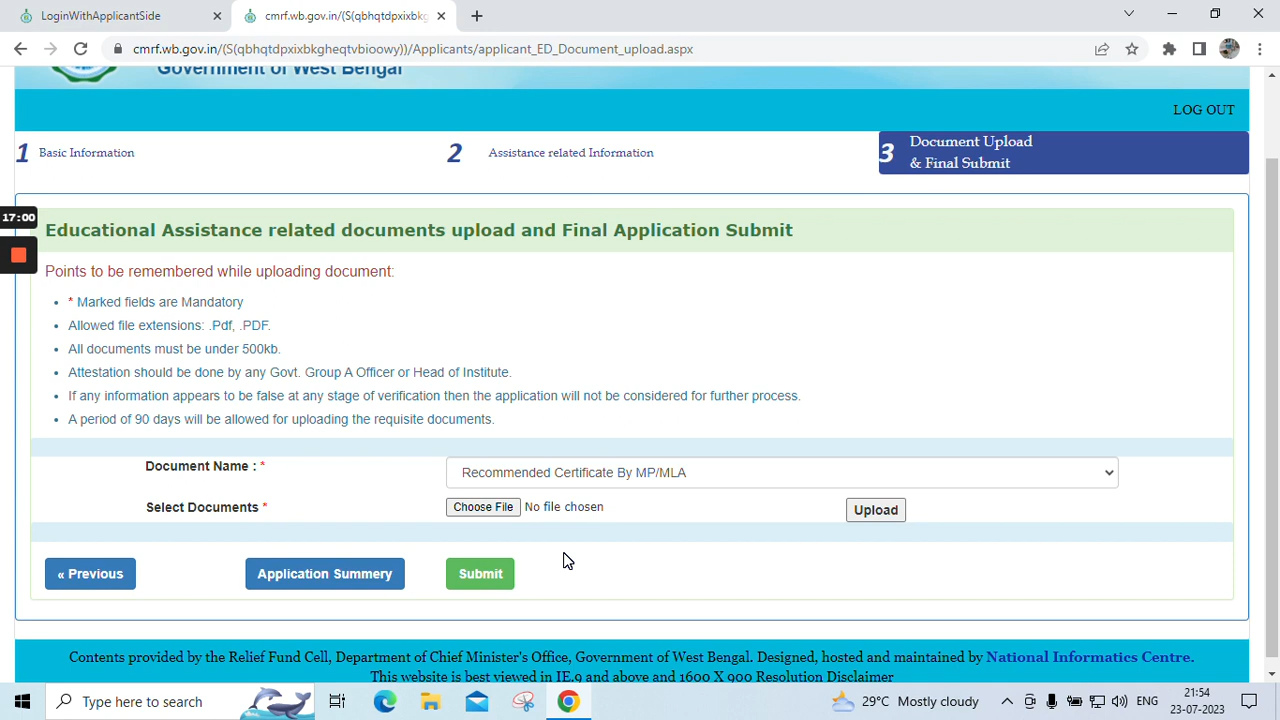 LoginWithApplicantSide
cmrf.wb.gov.in/(S(qbhqtdpxixbkg
cmrf.wb.gov.in/(S(qbhqtdpxixbkgheqtvbioowy))/Applicants/applicant_ED_Document_upload.aspx
Government of West Bengal
LOG OUT
1 Basic Information
2 Assistance related Information
3 Document Upload
& Final Submit
17:00
Educational Assistance related documents upload and Final Application Submit
Points to be remembered while uploading document:
* Marked fields are Mandatory
Allowed file extensions: .Pdf, .PDF.
All documents must be under 500kb.
Attestation should be done by any Govt. Group A Officer or Head of Institute.
If any information appears to be false at any stage of verification then the application will not be considered for further process.
A period of 90 days will be allowed for uploading the requisite documents.
Document Name : * Recommended Certificate By MP/MLA
Select Documents * Choose File No file chosen Upload
« Previous Application Summery Submit
Contents provided by the Relief Fund Cell, Department of Chief Minister's Office, Government of West Bengal. Designed, hosted and maintained by National Informatics Centre.
This website is best viewed in IE.9 and above and 1600 X 900 Resolution Disclaimer
Type here to search
29°C Mostly cloudy
ENG
21:54
23-07-2023